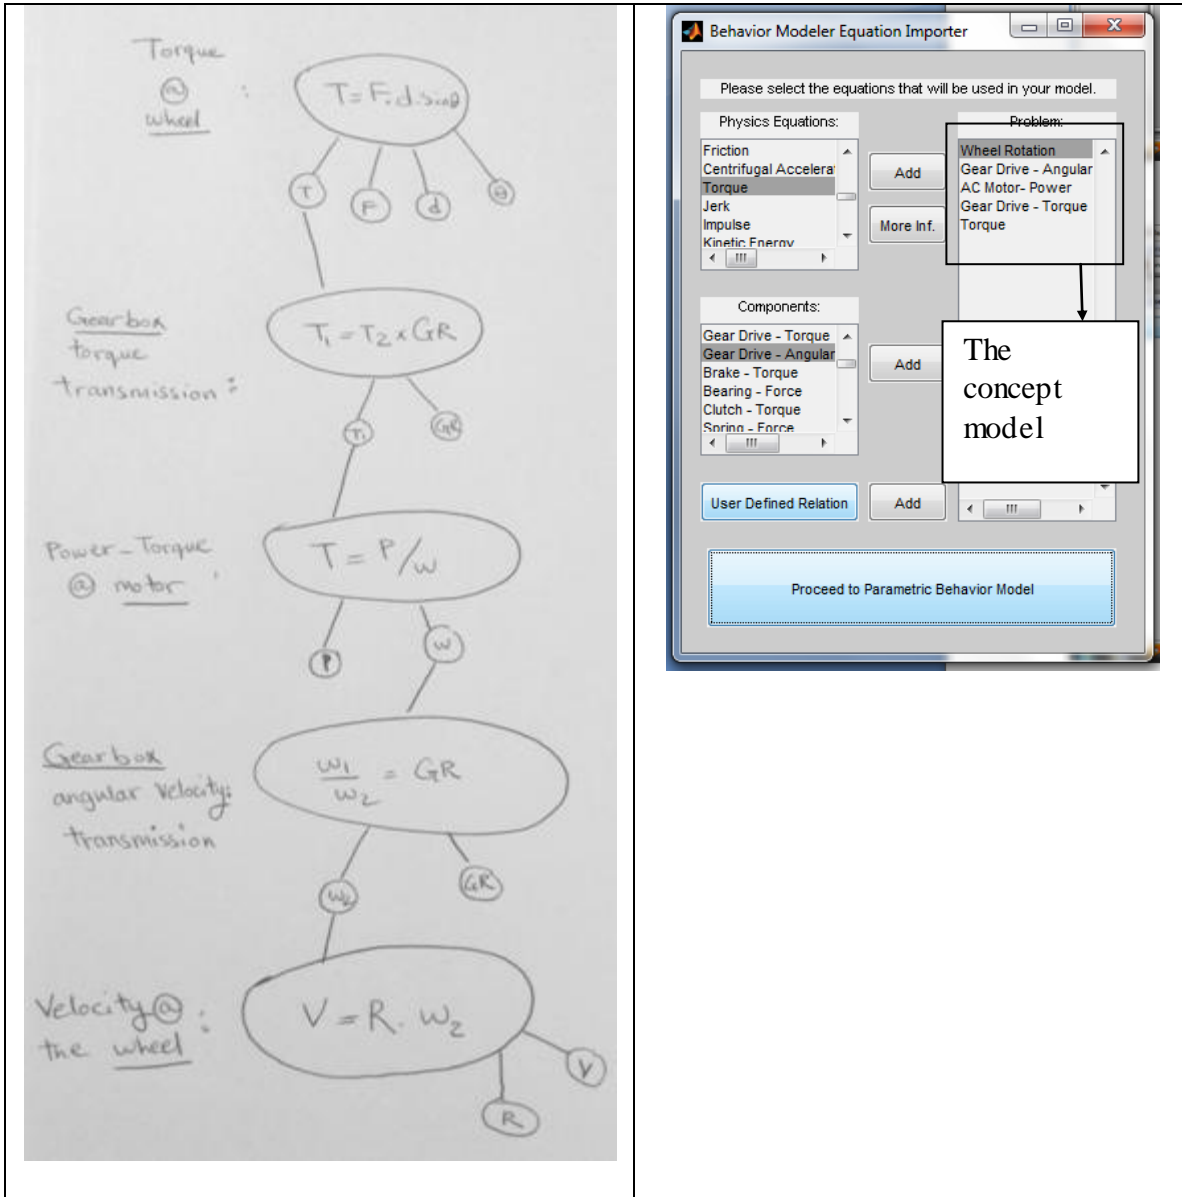 Torque
@
wheel
:
T = F.d.sinθ
T
F
d
θ
Gearbox
torque
transmission :
T₁ = T₂ × GR
T₁
GR
Power-Torque
@ motor :
T = P/w
P
w
Gearbox
angular Velocity:
transmission
w₁/w₂ = GR
w₂
GR
Velocity@
the wheel :
V = R. w₂
V
R
Behavior Modeler Equation Importer
Please select the equations that will be used in your model.
Physics Equations:
Friction
Centrifugal Accelera
Torque
Jerk
Impulse
Kinetic Energy
Add
More Inf.
Problem:
Wheel Rotation
Gear Drive - Angular
AC Motor- Power
Gear Drive - Torque
Torque
Components:
Gear Drive - Torque
Gear Drive - Angular
Brake - Torque
Bearing - Force
Clutch - Torque
Spring - Force
Add
The
concept
model
User Defined Relation
Add
Proceed to Parametric Behavior Model